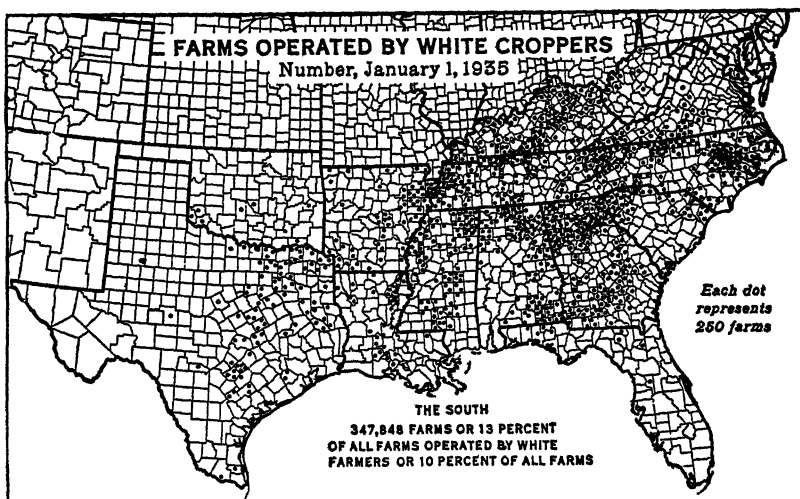 FARMS OPERATED BY WHITE CROPPERS
Number, January 1, 1935
Each dot
represents
250 farms
THE SOUTH
347,848 FARMS OR 13 PERCENT
OF ALL FARMS OPERATED BY WHITE
FARMERS OR 10 PERCENT OF ALL FARMS